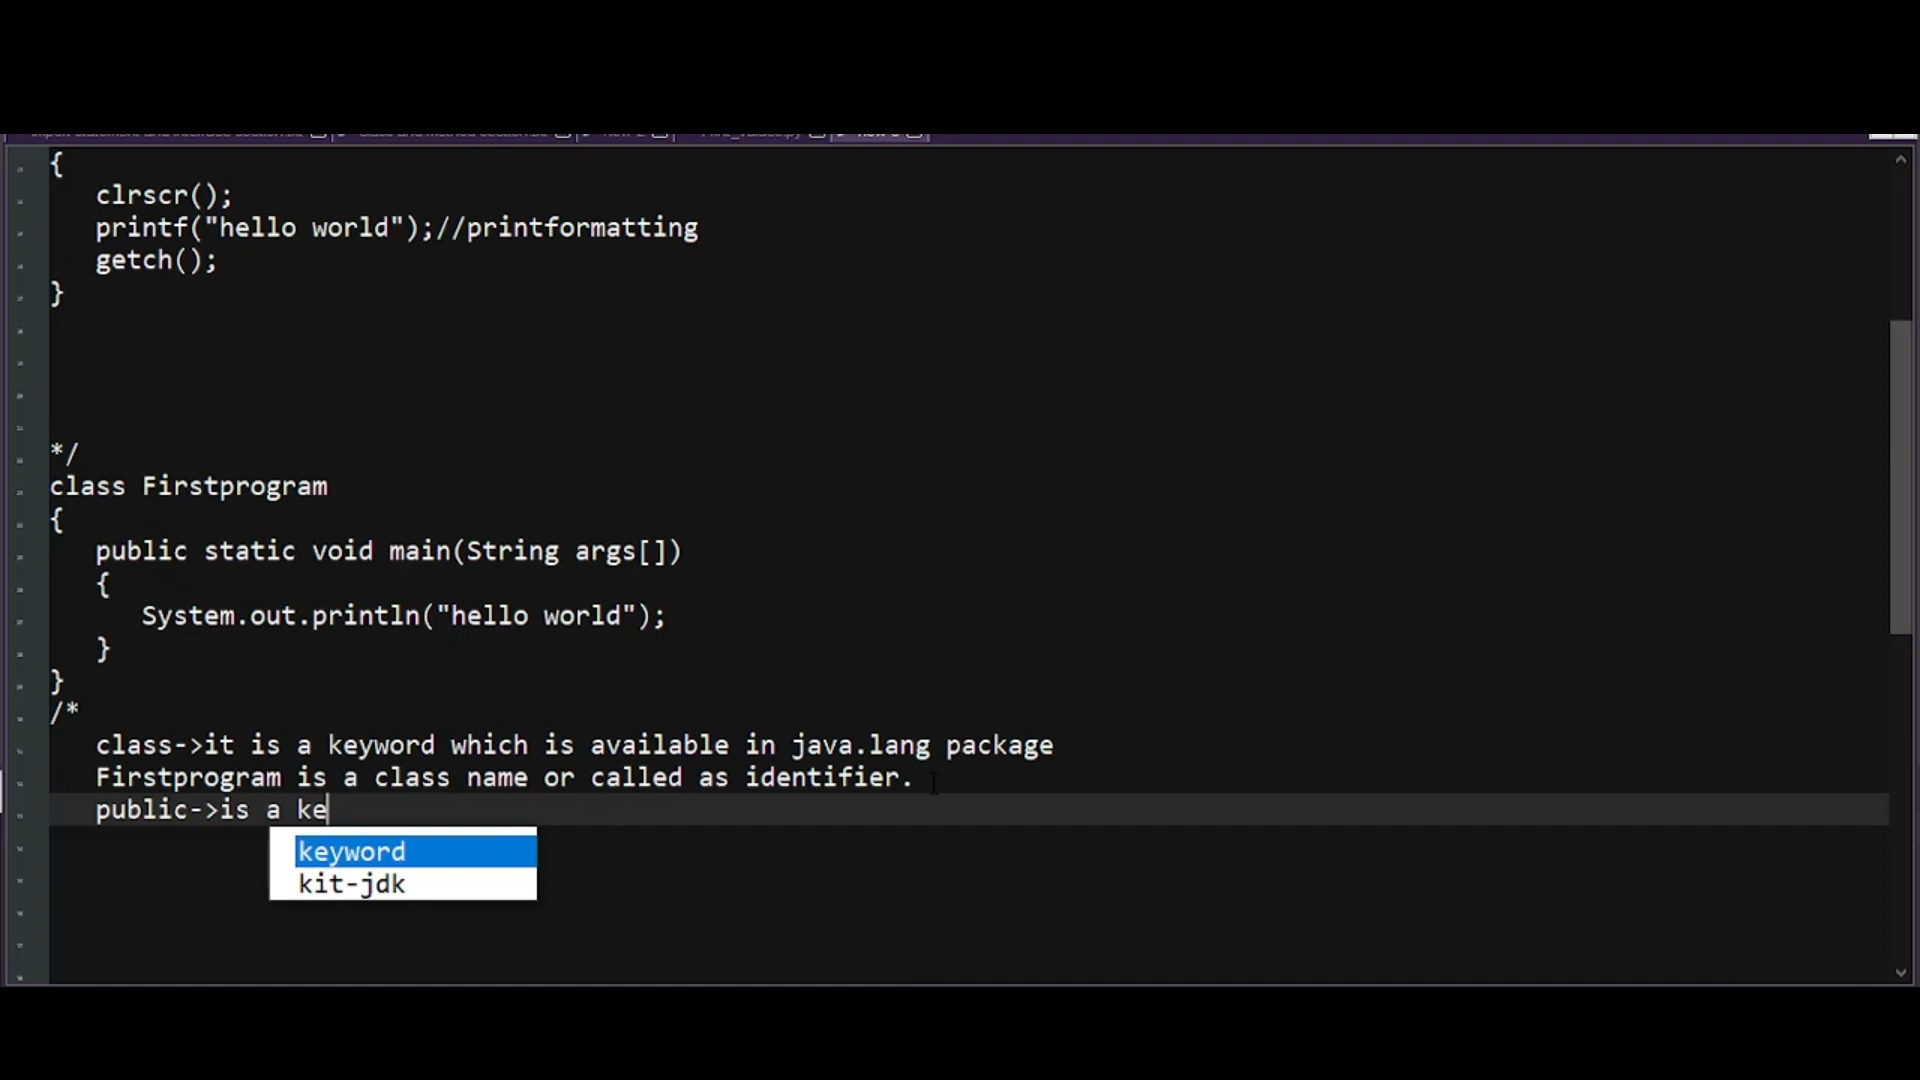 {
clrscr();
printf("hello world");//printformatting
getch();
}
*/
class Firstprogram
{
public static void main(String args[])
{
System.out.println("hello world");
}
}
/*
class->it is a keyword which is available in java.lang package
Firstprogram is a class name or called as identifier.
public->is a ke
keyword
kit-jdk